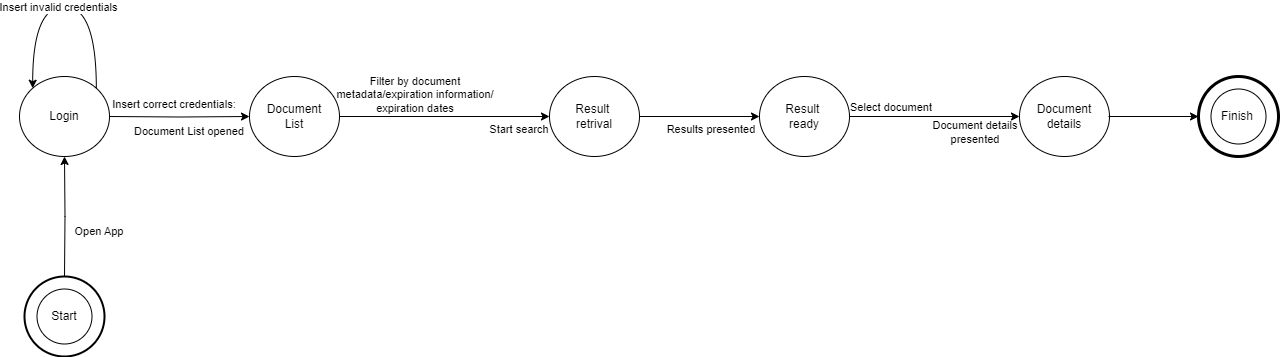 Insert invalid credentials
Login
Insert correct credentials:
Document List opened
Document
List
Filter by document
metadata/expiration information/
expiration dates
Start search
Result
retrival
Results presented
Result
ready
Select document
Document details
presented
Document
details
Finish
Open App
Start